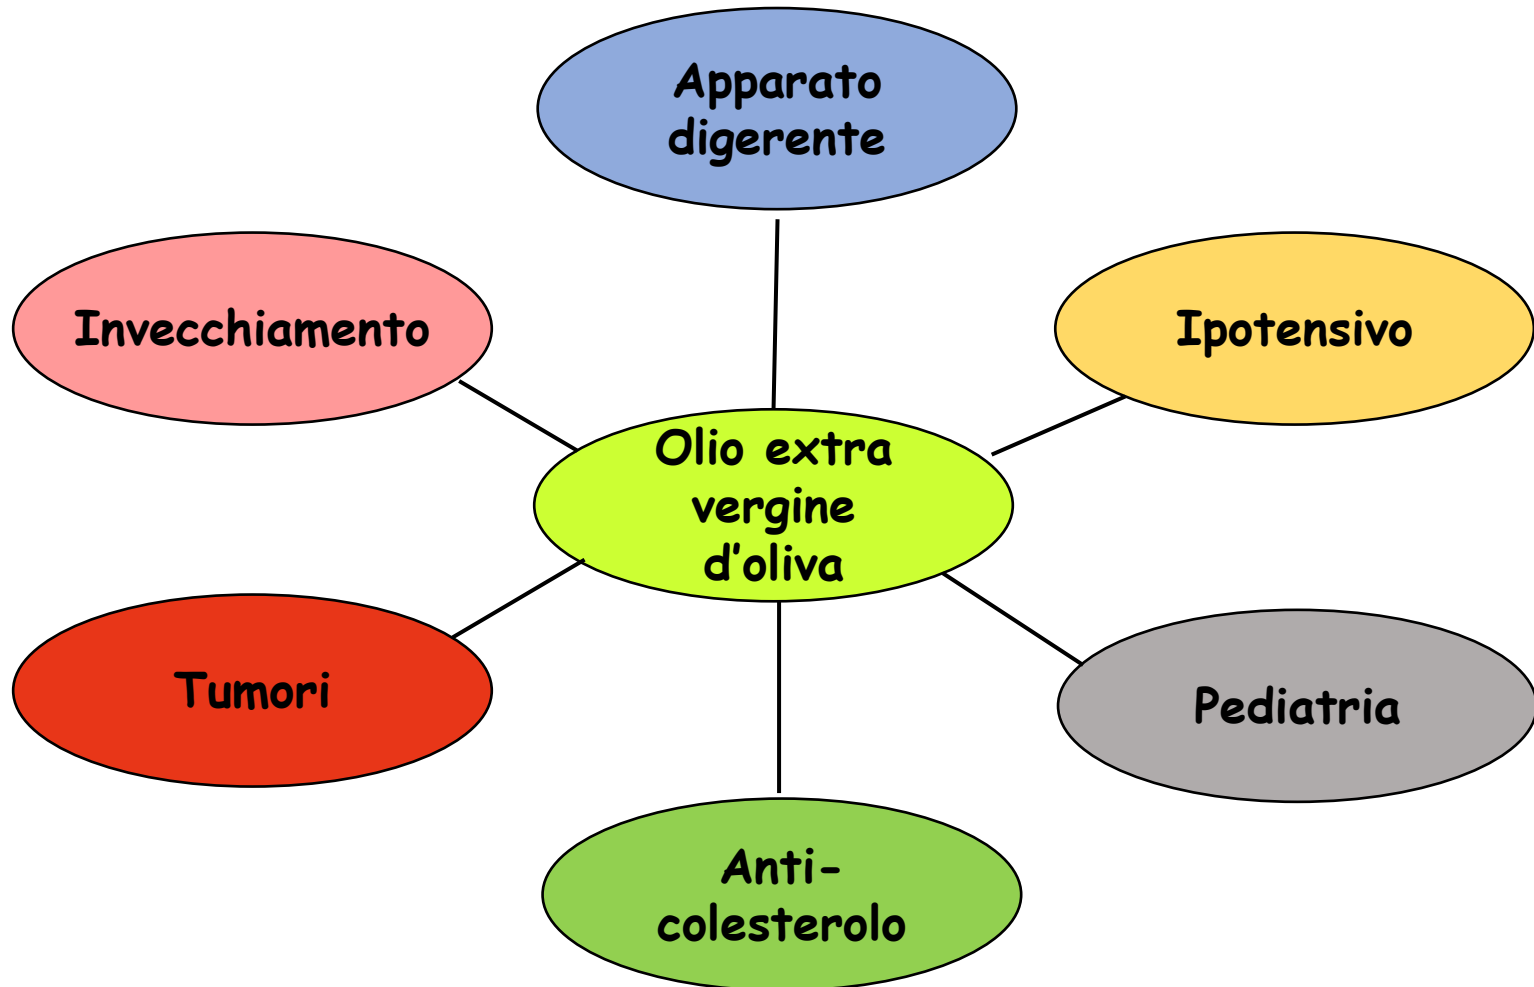 Apparato
digerente
Invecchiamento
Ipotensivo
Olio extra
vergine
d’oliva
Tumori
Pediatria
Anti-
colesterolo